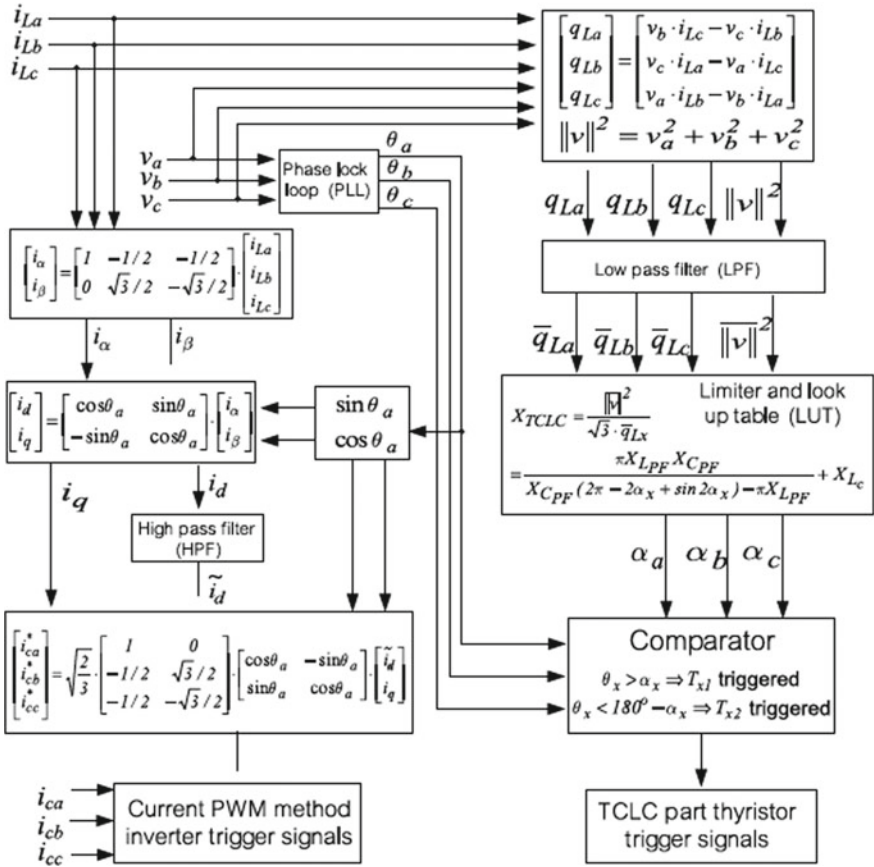 i_La
i_Lb
i_Lc
[q_La q_Lb q_Lc] = [v_b · i_Lc – v_c · i_Lb
v_c · i_La – v_a · i_Lc
v_a · i_Lb – v_b · i_La]
‖v‖² = v_a² + v_b² + v_c²
v_a
v_b
v_c
Phase lock
loop (PLL)
θ_a
θ_b
θ_c
q_La q_Lb q_Lc ‖v‖²
Low pass filter (LPF)
q̅_La q̅_Lb q̅_Lc \overline{‖v‖}²
[i_α i_β] = [1 −1/2 −1/2
0 √3/2 −√3/2] · [i_La i_Lb i_Lc]
i_α i_β
[i_d i_q] = [cosθ_a sinθ_a
−sinθ_a cosθ_a] · [i_α i_β]
sinθ_a
cosθ_a
Limiter and look
up table (LUT)
X_TCLC = \overline{‖v‖}² / (√3 · q̅_Lx)
= πX_L_PF X_C_PF / (X_C_PF (2π − 2α_x + sin 2α_x) − πX_L_PF) + X_L_c
i_q i_d
High pass filter
(HPF)
ĩ_d
α_a α_b α_c
[i*_ca i*_cb i*_cc] = √(2/3) · [1 0
−1/2 √3/2
−1/2 −√3/2] · [cosθ_a −sinθ_a
sinθ_a cosθ_a] · [ĩ_d i_q]
Comparator
θ_x > α_x ⇒ T_x1 triggered
θ_x < 180° − α_x ⇒ T_x2 triggered
i_ca
i_cb
i_cc
Current PWM method
inverter trigger signals
TCLC part thyristor
trigger signals